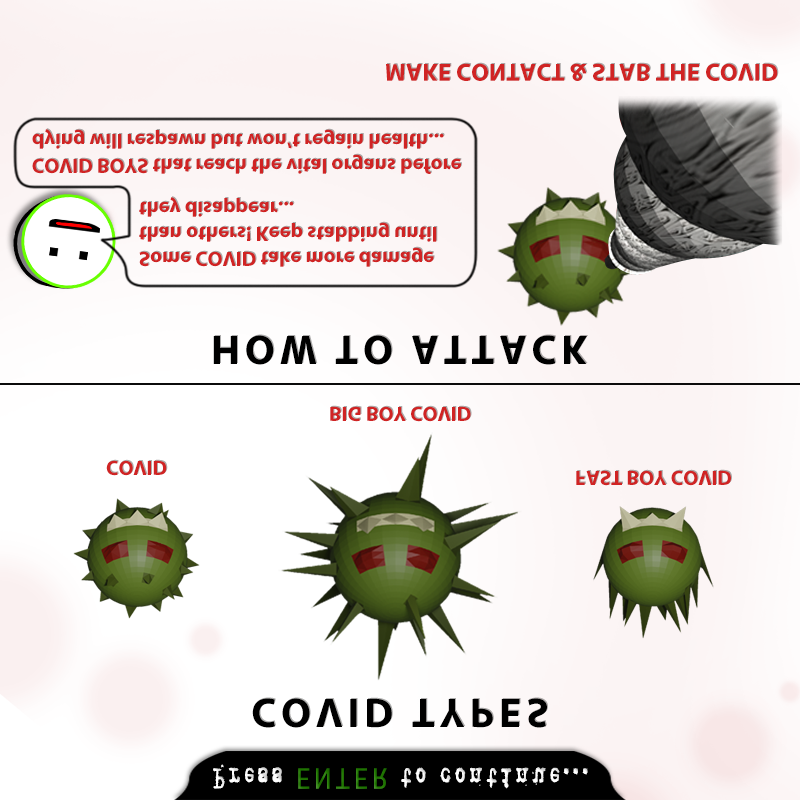 Press ENTER to continue...
COVID TYPES
COVID
BIG BOY COVID
FAST BOY COVID
HOW TO ATTACK
Some COVID take more damage
than others! Keep stabbing until
they disappear...
COVID BOYS that reach the vital organs before
dying will respawn but won't regain health...
MAKE CONTACT & STAB THE COVID